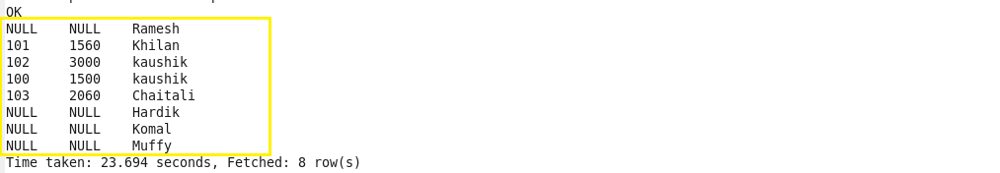 OK
NULL    NULL    Ramesh
101     1560    Khilan
102     3000    kaushik
100     1500    kaushik
103     2060    Chaitali
NULL    NULL    Hardik
NULL    NULL    Komal
NULL    NULL    Muffy
Time taken: 23.694 seconds, Fetched: 8 row(s)